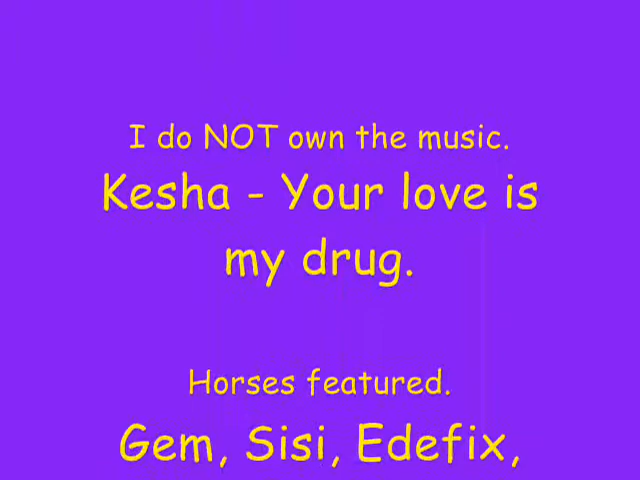 I do NOT own the music.
Kesha - Your love is
my drug.
Horses featured.
Gem, Sisi, Edefix,